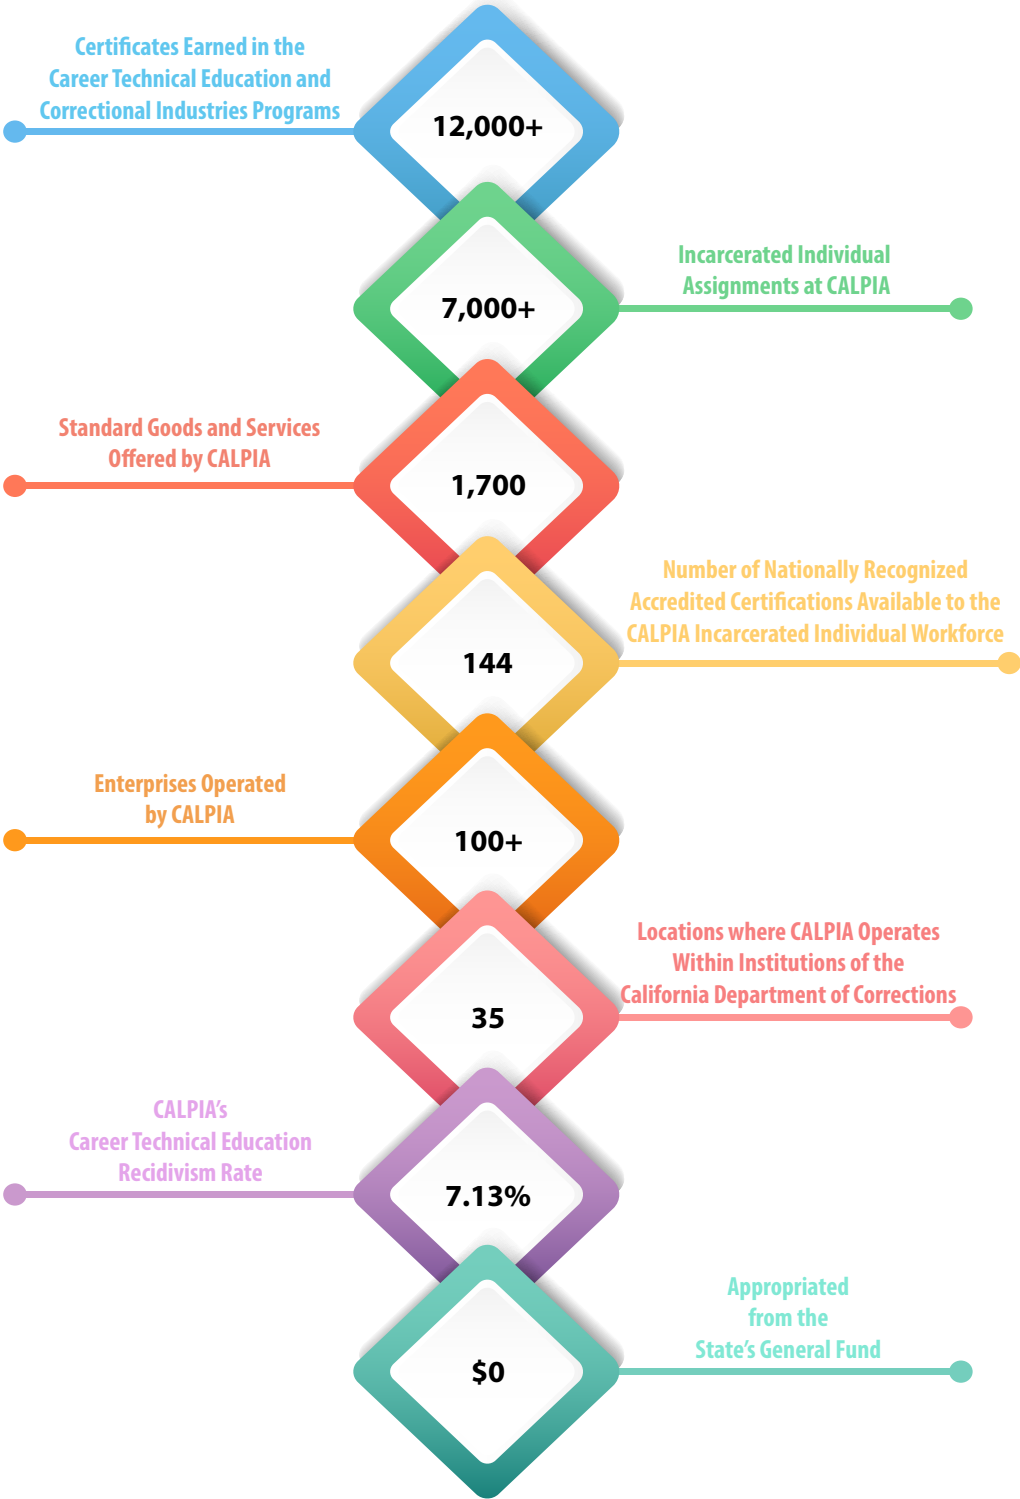 Certificates Earned in the
Career Technical Education and
Correctional Industries Programs
12,000+
Incarcerated Individual
Assignments at CALPIA
7,000+
Standard Goods and Services
Offered by CALPIA
1,700
Number of Nationally Recognized
Accredited Certifications Available to the
CALPIA Incarcerated Individual Workforce
144
Enterprises Operated
by CALPIA
100+
Locations where CALPIA Operates
Within Institutions of the
California Department of Corrections
35
CALPIA’s
Career Technical Education
Recidivism Rate
7.13%
Appropriated
from the
State’s General Fund
$0